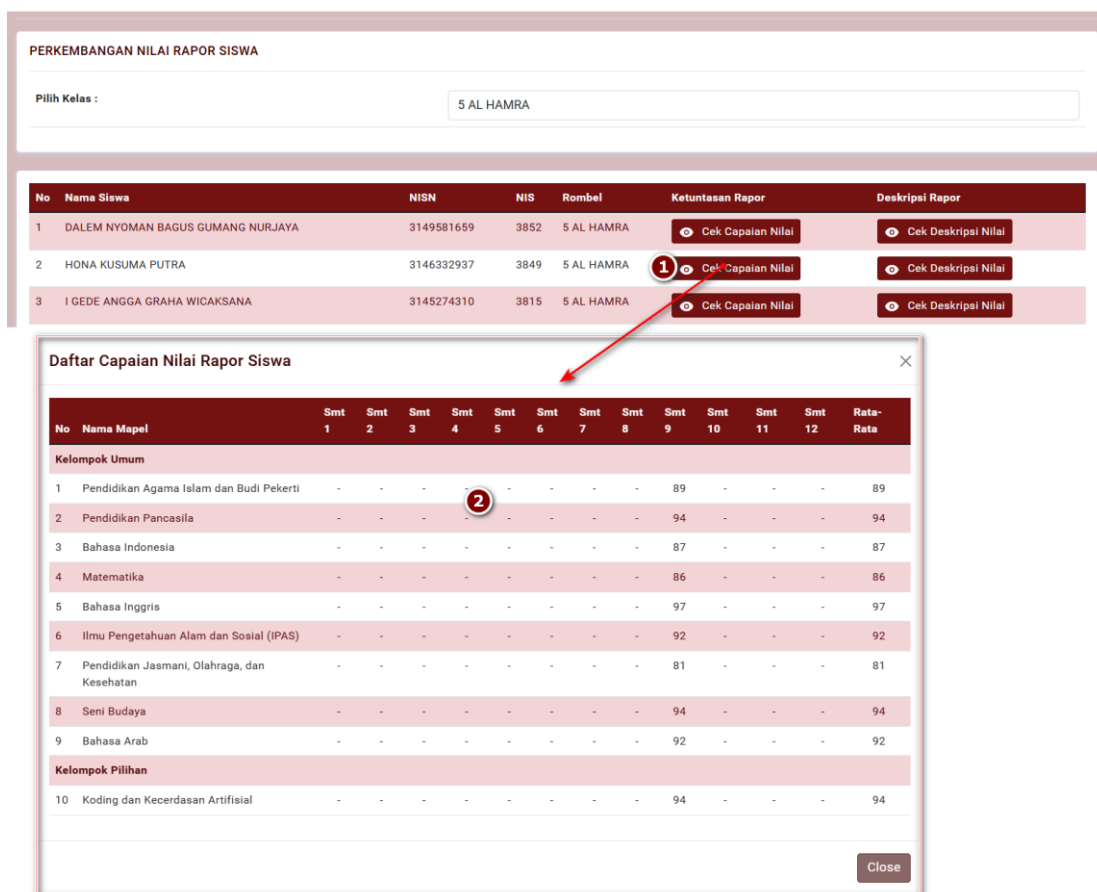 PERKEMBANGAN NILAI RAPOR SISWA
Pilih Kelas :
5 AL HAMRA
No Nama Siswa NISN NIS Rombel Ketuntasan Rapor Deskripsi Rapor
1 DALEM NYOMAN BAGUS GUMANG NURJAYA 3149581659 3852 5 AL HAMRA Cek Capaian Nilai Cek Deskripsi Nilai
2 HONA KUSUMA PUTRA 3146332937 3849 5 AL HAMRA 1 Cek Capaian Nilai Cek Deskripsi Nilai
3 I GEDE ANGGA GRAHA WICAKSANA 3145274310 3815 5 AL HAMRA Cek Capaian Nilai Cek Deskripsi Nilai
Daftar Capaian Nilai Rapor Siswa ×
No Nama Mapel Smt 1 Smt 2 Smt 3 Smt 4 Smt 5 Smt 6 Smt 7 Smt 8 Smt 9 Smt 10 Smt 11 Smt 12 Rata-Rata
Kelompok Umum
1 Pendidikan Agama Islam dan Budi Pekerti - - - - - - - - 89 - - - 89
2
2 Pendidikan Pancasila - - - - - - - - 94 - - - 94
3 Bahasa Indonesia - - - - - - - - 87 - - - 87
4 Matematika - - - - - - - - 86 - - - 86
5 Bahasa Inggris - - - - - - - - 97 - - - 97
6 Ilmu Pengetahuan Alam dan Sosial (IPAS) - - - - - - - - 92 - - - 92
7 Pendidikan Jasmani, Olahraga, dan - - - - - - - - 81 - - - 81
Kesehatan
8 Seni Budaya - - - - - - - - 94 - - - 94
9 Bahasa Arab - - - - - - - - 92 - - - 92
Kelompok Pilihan
10 Koding dan Kecerdasan Artifisial - - - - - - - - 94 - - - 94
Close